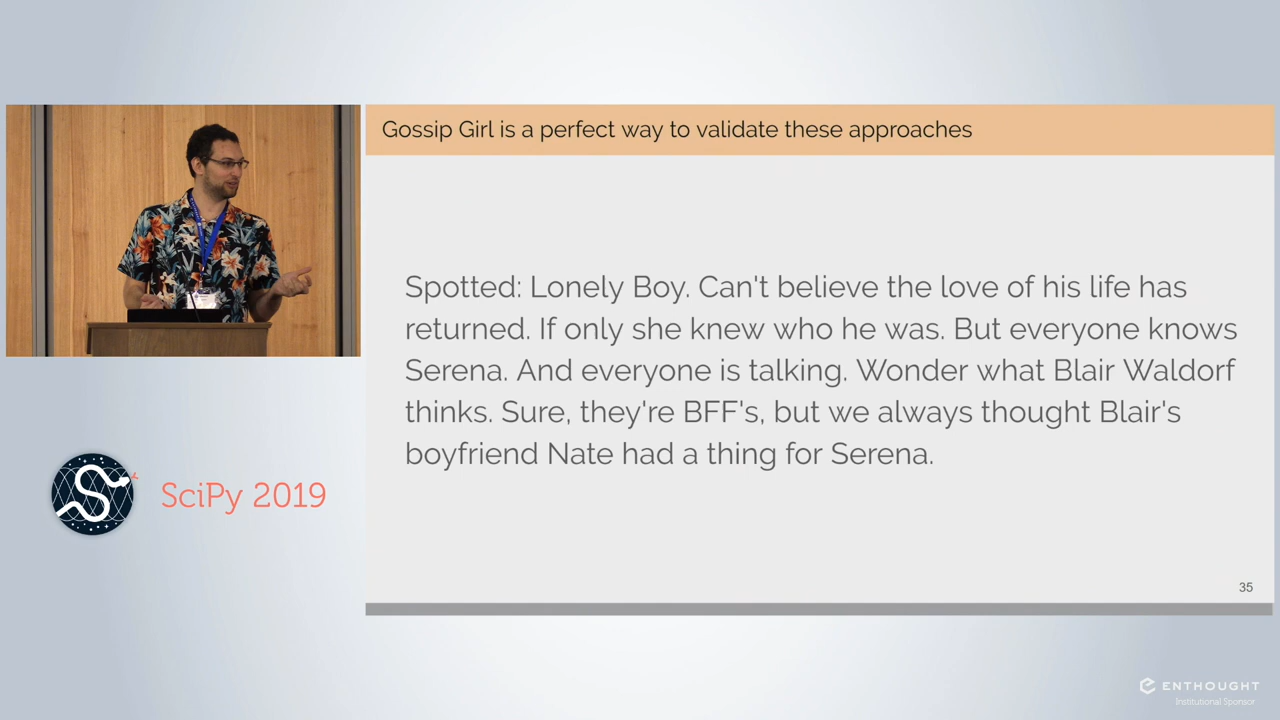 Gossip Girl is a perfect way to validate these approaches
Spotted: Lonely Boy. Can't believe the love of his life has
returned. If only she knew who he was. But everyone knows
Serena. And everyone is talking. Wonder what Blair Waldorf
thinks. Sure, they're BFF's, but we always thought Blair's
boyfriend Nate had a thing for Serena.
SciPy 2019
35
ENTHOUGHT
Institutional Sponsor